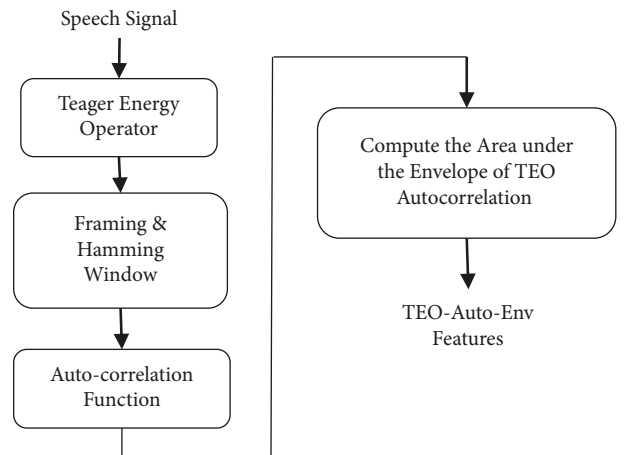 Speech Signal
Teager Energy
Operator
Framing &
Hamming
Window
Auto-correlation
Function
Compute the Area under
the Envelope of TEO
Autocorrelation
TEO-Auto-Env
Features